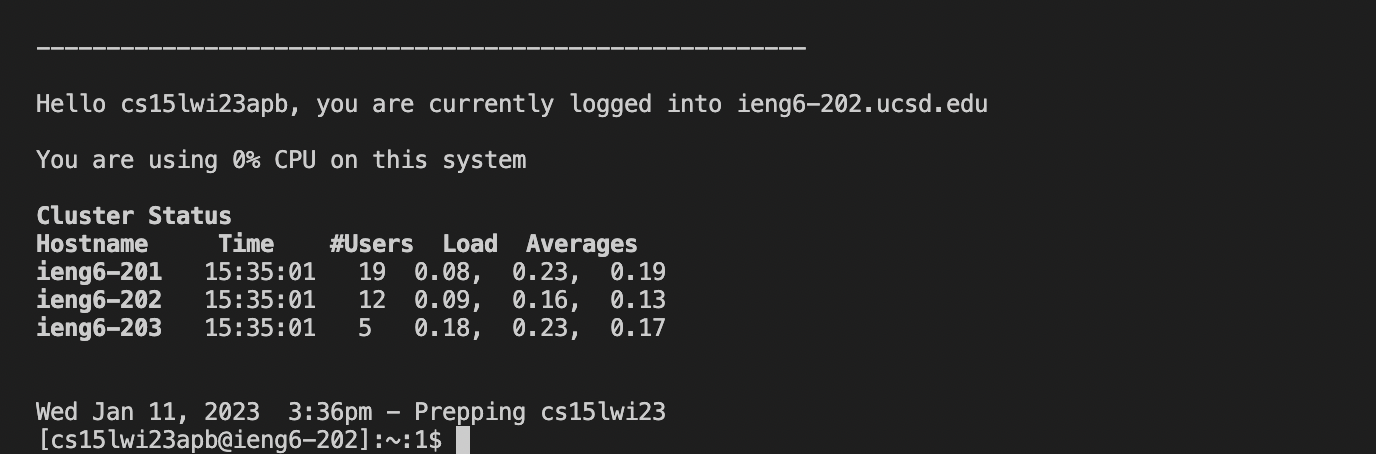 -------------------------------------------------------
Hello cs15lwi23apb, you are currently logged into ieng6-202.ucsd.edu
You are using 0% CPU on this system
Cluster Status
Hostname     Time    #Users  Load  Averages
ieng6-201   15:35:01   19  0.08,  0.23,  0.19
ieng6-202   15:35:01   12  0.09,  0.16,  0.13
ieng6-203   15:35:01   5   0.18,  0.23,  0.17
Wed Jan 11, 2023  3:36pm - Prepping cs15lwi23
[cs15lwi23apb@ieng6-202]:~:1$